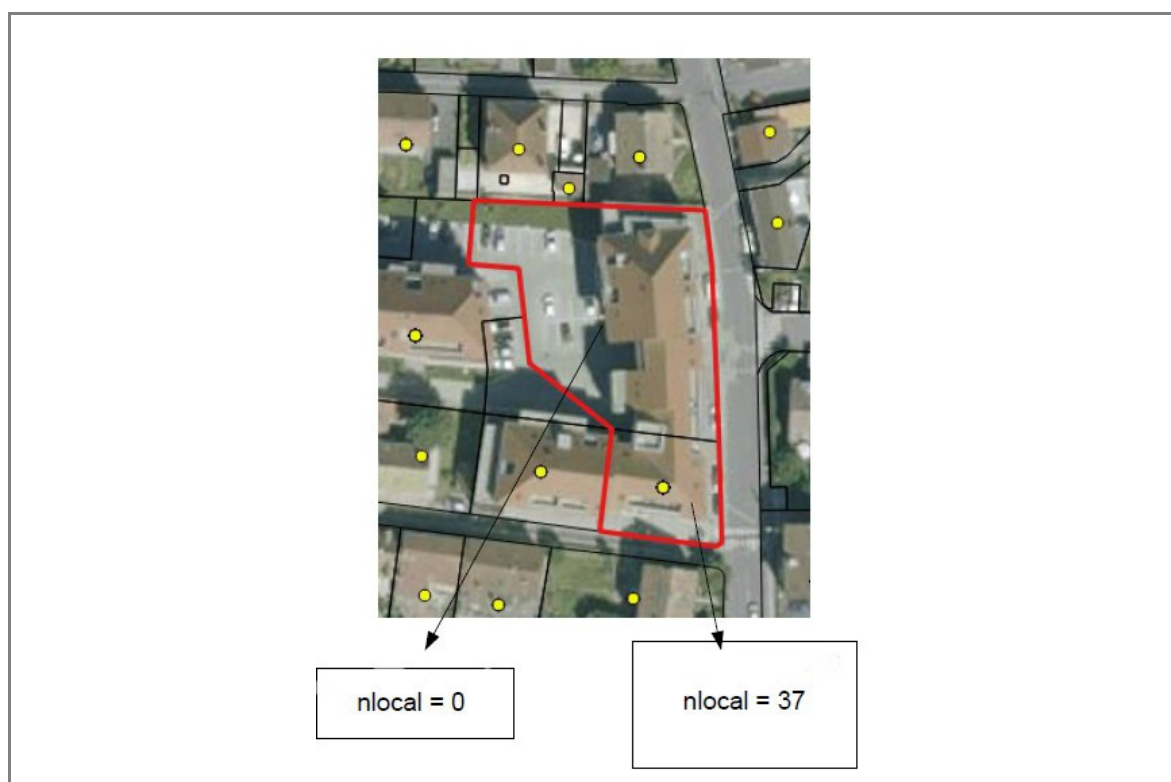 nlocal = 0
nlocal = 37